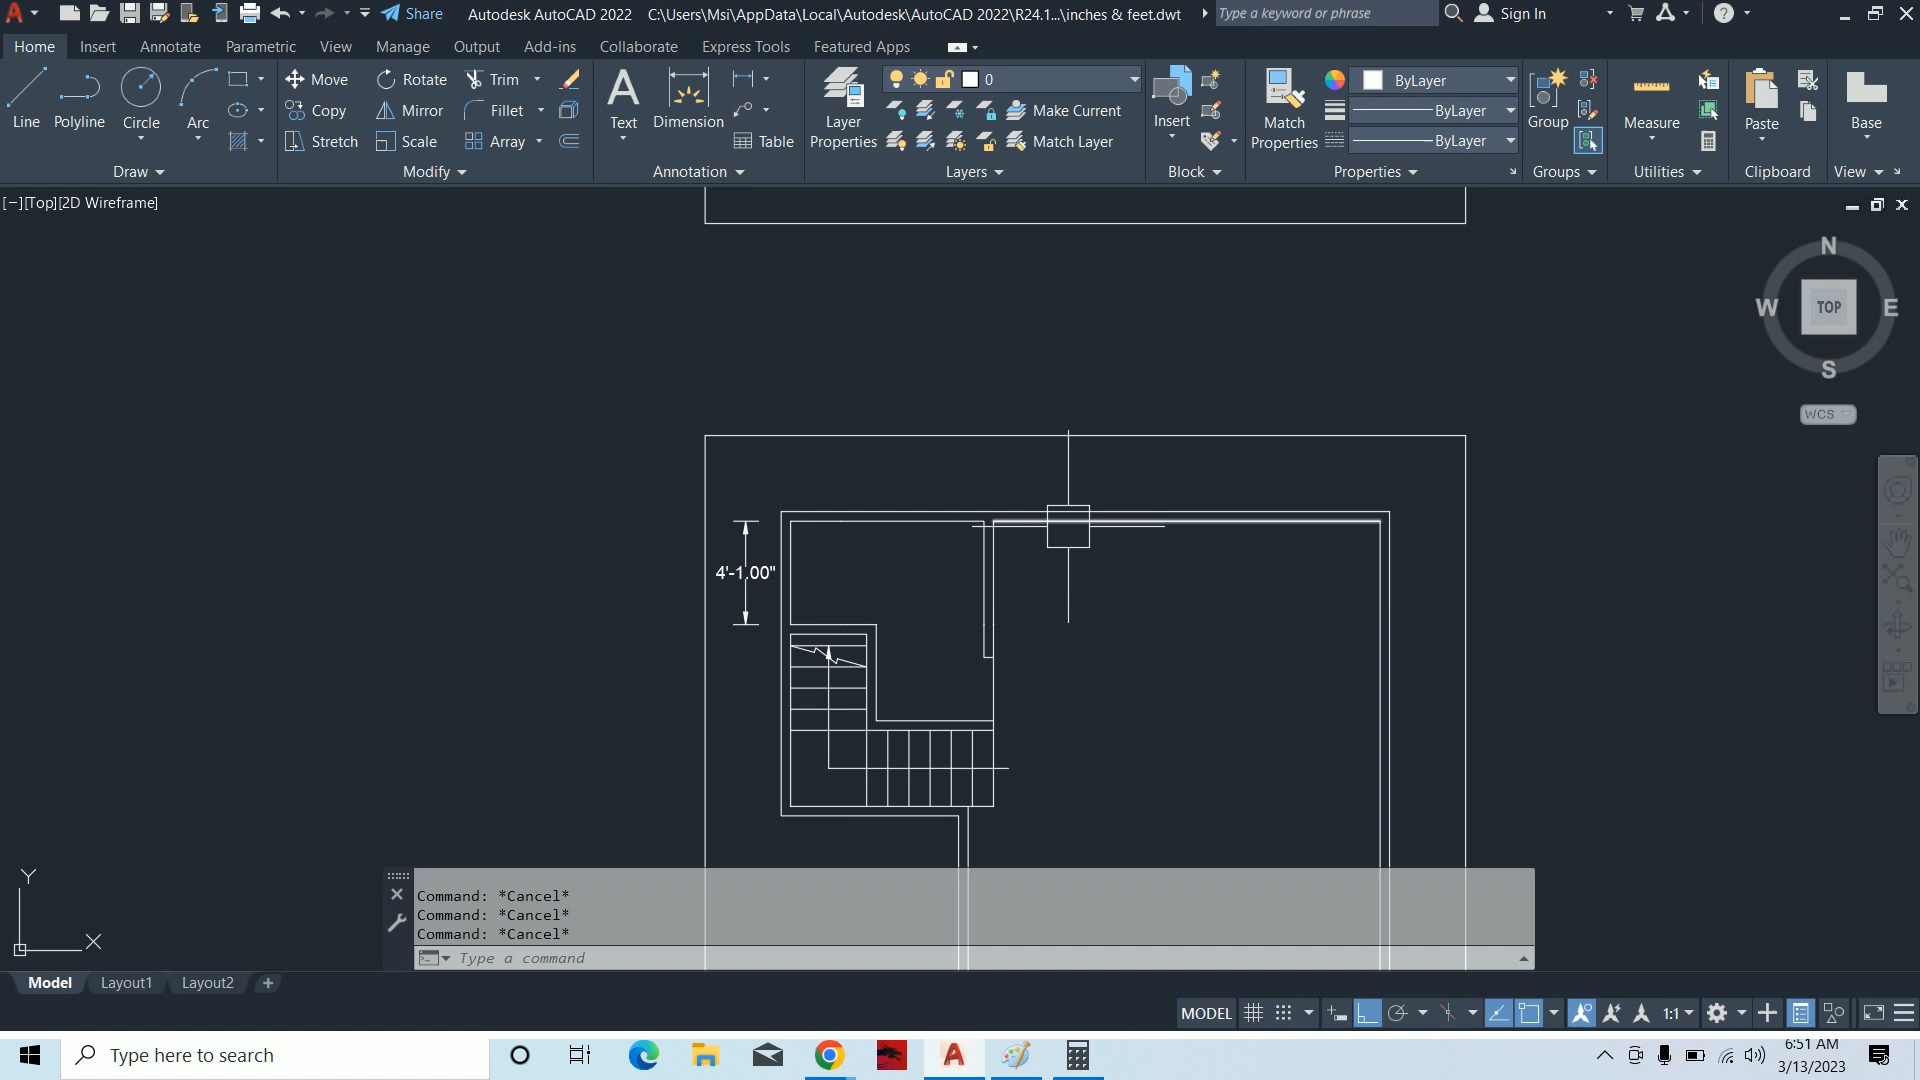 Share
Autodesk AutoCAD 2022 C:\Users\Msi\AppData\Local\Autodesk\AutoCAD 2022\R24.1...\inches & feet.dwt
Type a keyword or phrase
Sign In
Home Insert Annotate Parametric View Manage Output Add-ins Collaborate Express Tools Featured Apps
Line Polyline Circle Arc
Move Rotate Trim
Copy Mirror Fillet
Stretch Scale Array
Text Dimension Table
Layer Properties
0
Make Current
Match Layer
Insert
Match Properties
ByLayer
ByLayer
ByLayer
Group
Measure
Paste
Base
Draw Modify Annotation Layers Block Properties Groups Utilities Clipboard View
[−][Top][2D Wireframe]
N
W TOP E
S
WCS
4'-1.00"
Y
X
Command: *Cancel*
Command: *Cancel*
Command: *Cancel*
Type a command
Model Layout1 Layout2 +
MODEL 1:1
Type here to search
6:51 AM
3/13/2023